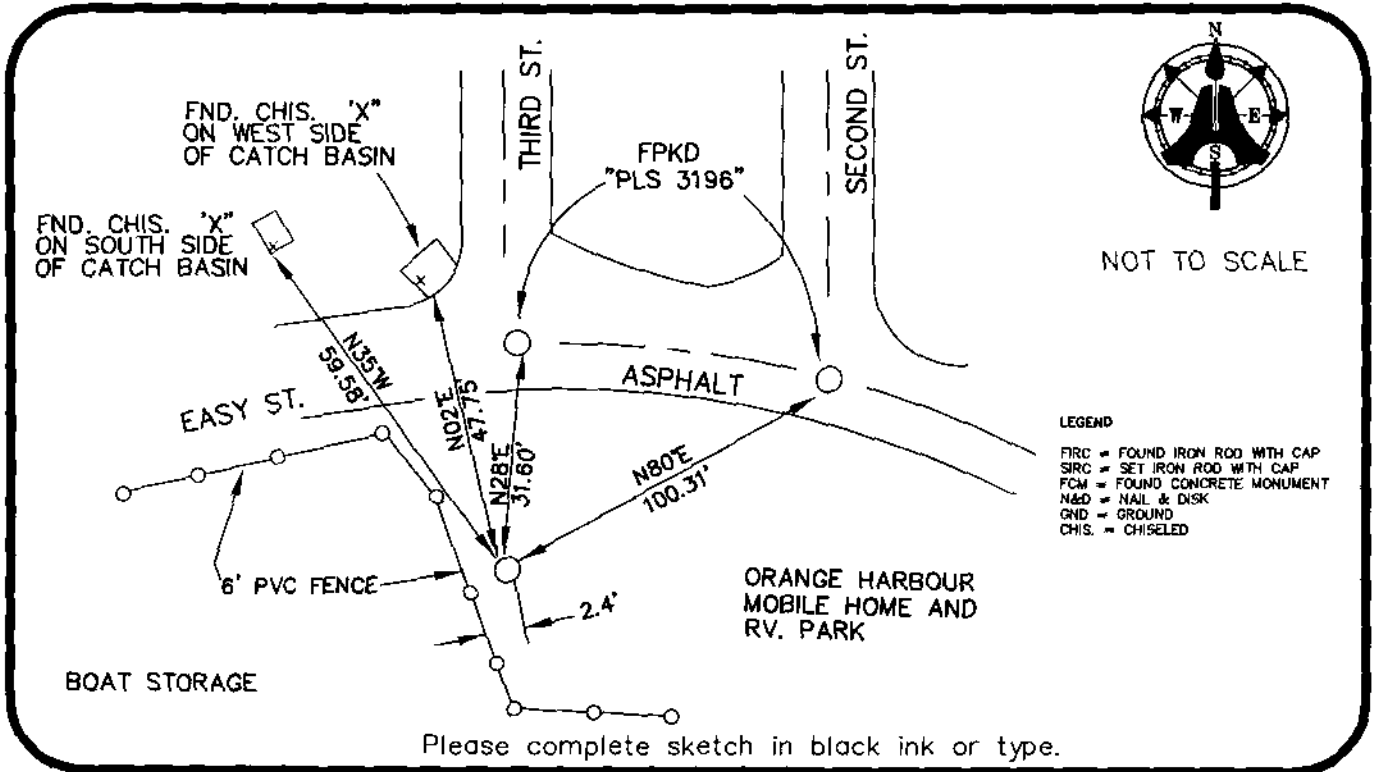 N
W
E
S
NOT TO SCALE
THIRD ST.
SECOND ST.
FND. CHIS. 'X"
ON WEST SIDE
OF CATCH BASIN
FPKD
"PLS 3196"
FND. CHIS. 'X"
ON SOUTH SIDE
OF CATCH BASIN
N35°W
59.58'
N02°E
47.75'
N28°E
31.60'
N80°E
100.31'
ASPHALT
EASY ST.
LEGEND
FIRC = FOUND IRON ROD WITH CAP
SIRC = SET IRON ROD WITH CAP
FCM = FOUND CONCRETE MONUMENT
N&D = NAIL & DISK
GND = GROUND
CHIS. = CHISELED
6' PVC FENCE
2.4'
ORANGE HARBOUR
MOBILE HOME AND
RV. PARK
BOAT STORAGE
Please complete sketch in black ink or type.